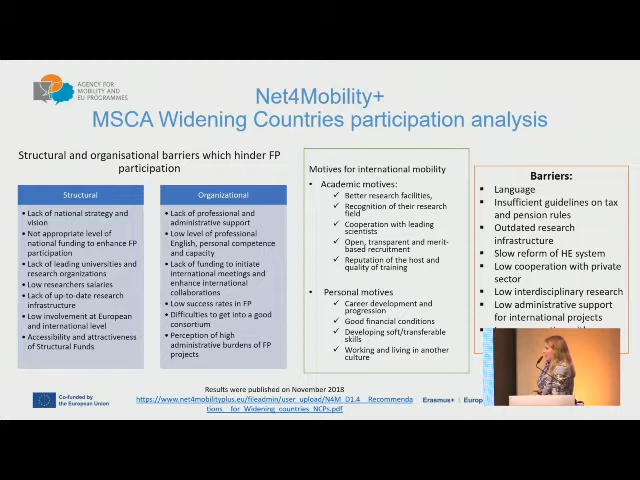 AGENCY FOR
MOBILITY AND
EU PROGRAMMES
Net4Mobility+
MSCA Widening Countries participation analysis
Structural and organisational barriers which hinder FP
participation
Structural
• Lack of national strategy and
vision
• Not appropriate level of
national funding to enhance FP
participation
• Lack of leading universities and
research organizations
• Low researchers salaries
• Lack of up-to-date research
infrastructure
• Low involvement at European
and international level
• Accessibility and attractiveness
of Structural Funds
Organizational
• Lack of professional and
administrative support
• Low level of professional
English, personal competence
and capacity
• Lack of funding to initiate
international meetings and
enhance international
collaborations
• Low success rates in FP
• Difficulties to get into a good
consortium
• Perception of high
administrative burdens of FP
projects
Motives for international mobility
• Academic motives:
✓ Better research facilities,
✓ Recognition of their research
field
✓ Cooperation with leading
scientists
✓ Open, transparent and merit-
based recruitment
✓ Reputation of the host and
quality of training
• Personal motives
✓ Career development and
progression
✓ Good financial conditions
✓ Developing soft/transferable
skills
✓ Working and living in another
culture
Barriers:
▪ Language
▪ Insufficient guidelines on tax
and pension rules
▪ Outdated research
infrastructure
▪ Slow reform of HE system
▪ Low cooperation with private
sector
▪ Low interdisciplinary research
▪ Low administrative support
for international projects
Results were published on November 2018
https://www.net4mobilityplus.eu/fileadmin/user_upload/N4M_D1.4__Recommenda
tions__for_Widening_countries_NCPs.pdf
Co-funded by
the European Union
Erasmus+ | Europ